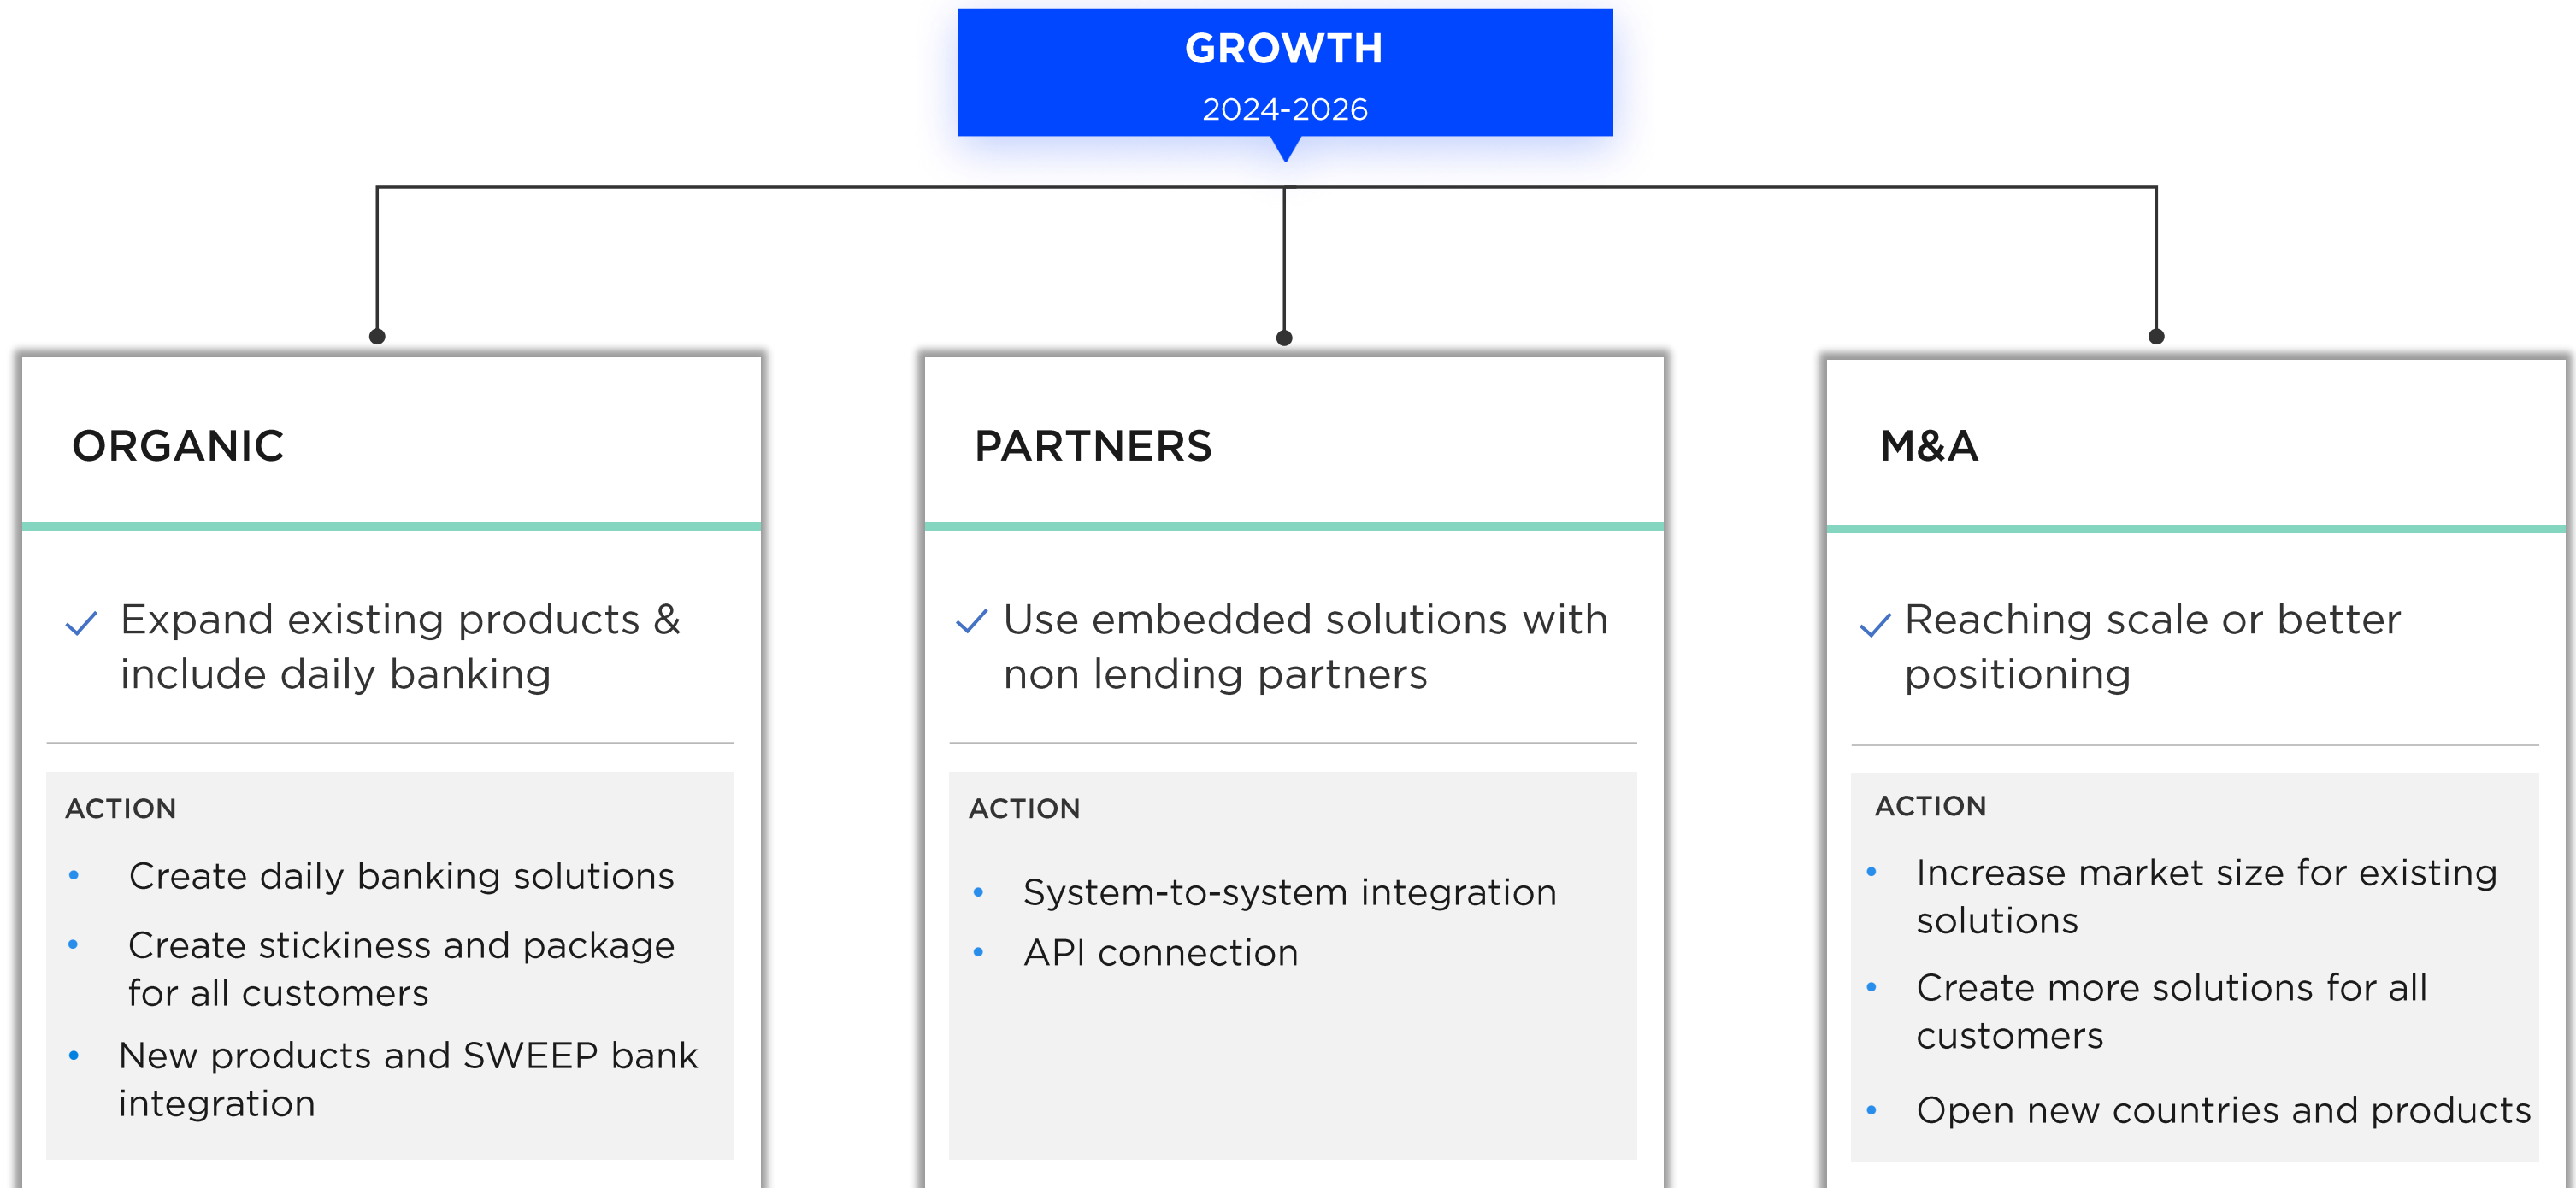 GROWTH
2024-2026
ORGANIC
Expand existing products &
include daily banking
ACTION
• Create daily banking solutions
• Create stickiness and package
for all customers
• New products and SWEEP bank
integration
PARTNERS
Use embedded solutions with
non lending partners
ACTION
• System-to-system integration
• API connection
M&A
Reaching scale or better
positioning
ACTION
• Increase market size for existing
solutions
• Create more solutions for all
customers
• Open new countries and products